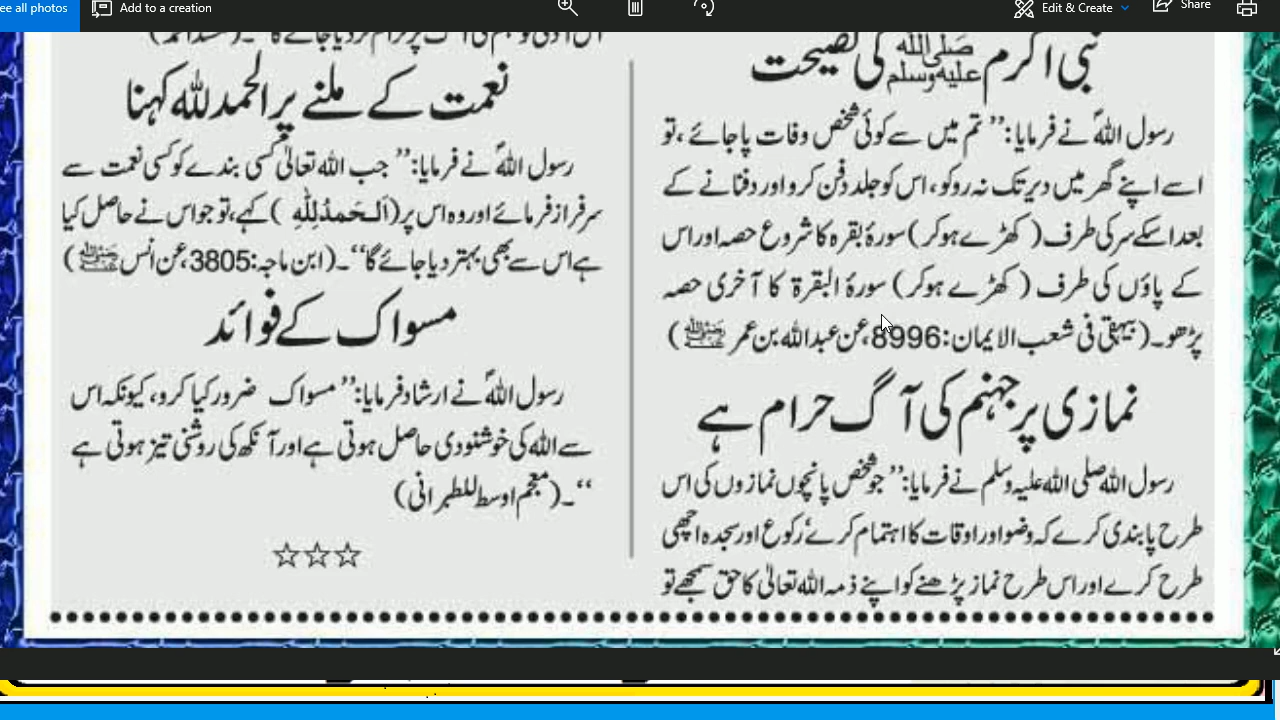 See all photos
Add to a creation
Edit & Create
Share
نبی اکرم ﷺ کی نصیحت
رسول اللہؐ نے فرمایا: ’’تم میں سے کوئی شخص وفات پاجائے ،تو
اسے اپنے گھر میں دیر تک نہ روکو، اس کو جلد دفن کرو اور دفنانے کے
بعد اسکے سر کی طرف ( کھڑے ہوکر) سورۂ بقرہ کا شروع حصہ اور اس
کے پاؤں کی طرف ( کھڑے ہوکر) سورۂ البقرۃ کا آخری حصہ
پڑھو۔(بیہقی فی شعب الایمان:8996،عن عبداللہ بن عمر ؓ)
نمازی پر جہنم کی آگ حرام ہے
رسول اللہ صلی اللہ علیہ وسلم نے فرمایا: ’’جو شخص پانچوں نمازوں کی اس
طرح پابندی کرے کہ وضو اور اوقات کا اہتمام کرے‘ رکوع اور سجدہ اچھی
طرح کرے اور اس طرح نماز پڑھنے کو اپنے ذمہ اللہ تعالیٰ کا حق سمجھے تو
نعمت کے ملنے پر الحمد للہ کہنا
رسول اللہؐ نے فرمایا: ’’جب اللہ تعالیٰ کسی بندے کو کسی نعمت سے
سرفراز فرمائے اور وہ اس پر (اَلْحَمدُلِلّٰهِ ) کہے،تو جو اس نے حاصل کیا
ہے اس سے بھی بہتر دیا جائے گا‘‘۔(ابن ماجہ:3805،عن انس ؓ)
مسواک کے فوائد
رسول اللہؐ نے ارشاد فرمایا: ’’مسواک ضرور کیا کرو، کیونکہ اس
سے اللہ کی خوشنودی حاصل ہوتی ہے اور آنکھ کی روشنی تیز ہوتی ہے
‘‘۔(معجم اوسط للطبرانی)
☆☆☆